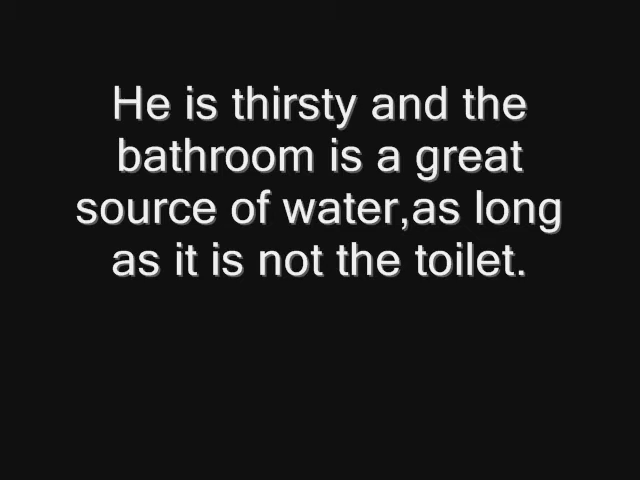 He is thirsty and the
bathroom is a great
source of water,as long
as it is not the toilet.